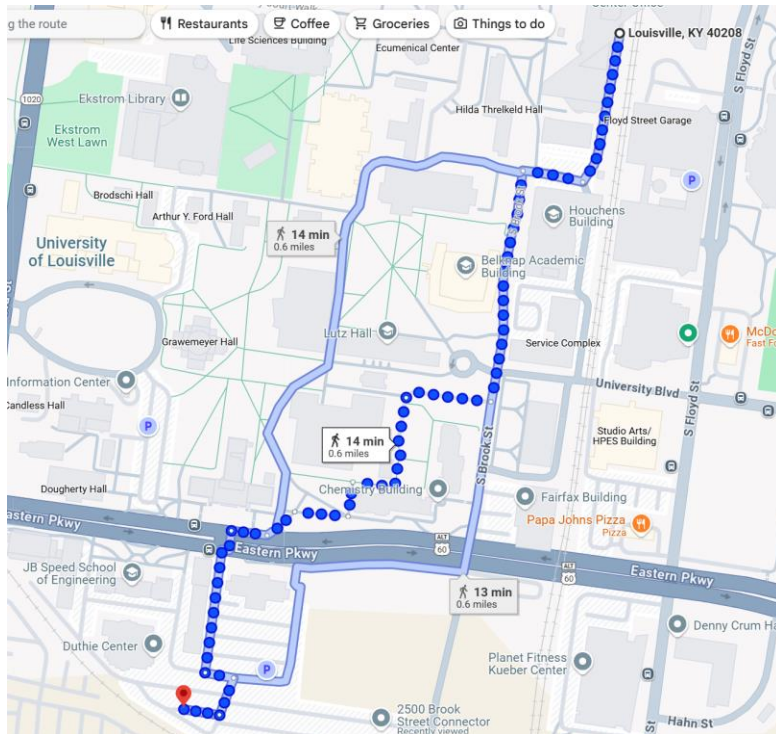 g the route
Restaurants
Coffee
Groceries
Things to do
Life Sciences Building
Ecumenical Center
Louisville, KY 40208
S Floyd St
1020
Ekstrom Library
Hilda Threlkeld Hall
Floyd Street Garage
Ekstrom
West Lawn
P
Brodschi Hall
Arthur Y. Ford Hall
S Brook St
Houchens
Building
14 min
0.6 miles
University
of Louisville
Belknap Academic
Building
Lutz Hall
McDo
Fast Fo
Grawemeyer Hall
Service Complex
Information Center
University Blvd
Candless Hall
P
S Floyd St
Studio Arts/
HPES Building
14 min
0.6 miles
S Brook St
Dougherty Hall
Chemistry Building
Fairfax Building
Eastern Pkwy
Papa Johns Pizza
Pizza
ALT
60
Eastern Pkwy
Eastern Pkwy
ALT
60
JB Speed School
of Engineering
13 min
0.6 miles
Duthie Center
P
Denny Crum Ha
Planet Fitness
Kueber Center
2500 Brook
Street Connector
Recently viewed
Hahn St